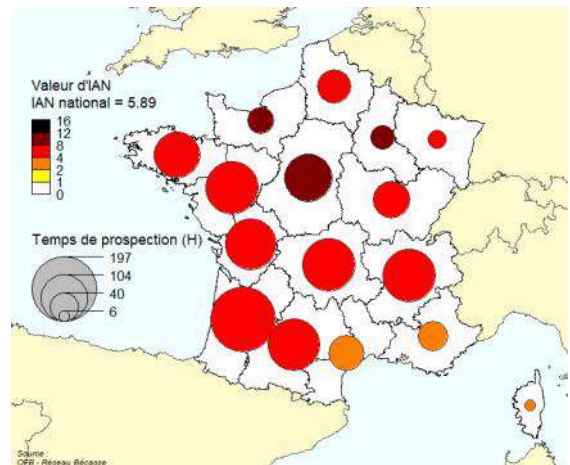 Valeur d'IAN
IAN national = 5.89
16
12
8
4
2
1
0
Temps de prospection (H)
197
104
40
6
Source :
OFB - Réseau Bécasse